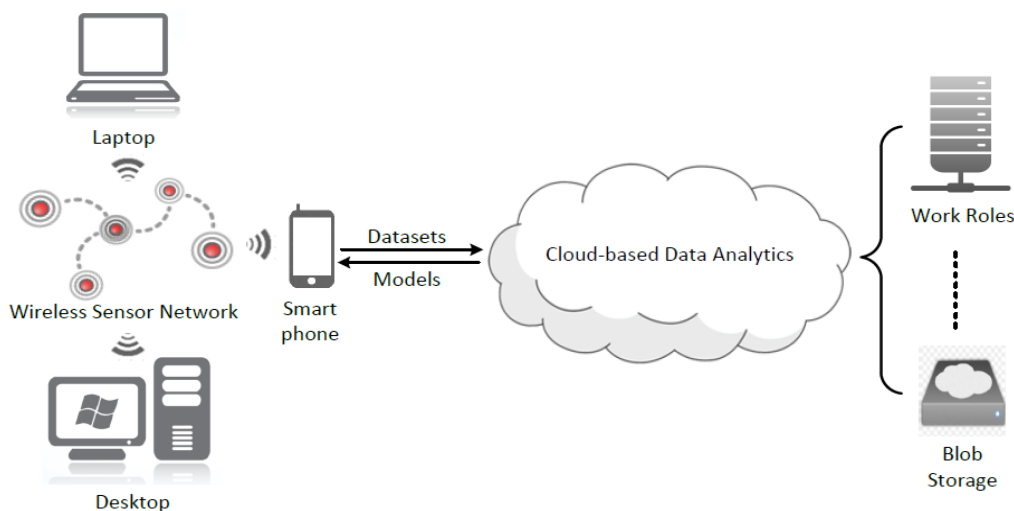 Laptop
Wireless Sensor Network
Desktop
Smart
phone
Datasets
Models
Cloud-based Data Analytics
Work Roles
Blob
Storage